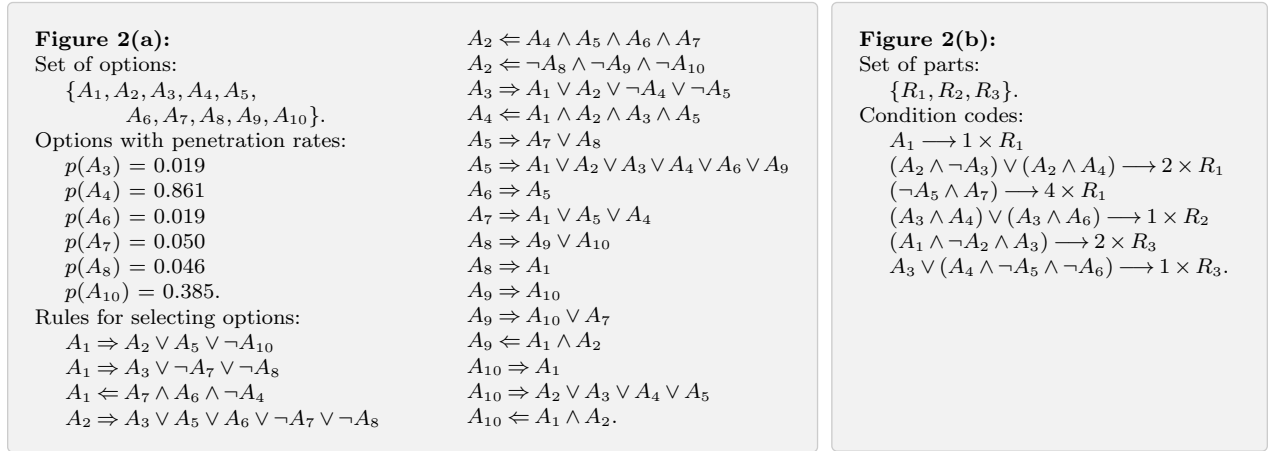 Figure 2(a):
Set of options:
{A₁, A₂, A₃, A₄, A₅,
A₆, A₇, A₈, A₉, A₁₀}.
Options with penetration rates:
p(A₃) = 0.019
p(A₄) = 0.861
p(A₆) = 0.019
p(A₇) = 0.050
p(A₈) = 0.046
p(A₁₀) = 0.385.
Rules for selecting options:
A₁ ⇒ A₂ ∨ A₅ ∨ ¬A₁₀
A₁ ⇒ A₃ ∨ ¬A₇ ∨ ¬A₈
A₁ ⇐ A₇ ∧ A₆ ∧ ¬A₄
A₂ ⇒ A₃ ∨ A₅ ∨ A₆ ∨ ¬A₇ ∨ ¬A₈
A₂ ⇐ A₄ ∧ A₅ ∧ A₆ ∧ A₇
A₂ ⇐ ¬A₈ ∧ ¬A₉ ∧ ¬A₁₀
A₃ ⇒ A₁ ∨ A₂ ∨ ¬A₄ ∨ ¬A₅
A₄ ⇐ A₁ ∧ A₂ ∧ A₃ ∧ A₅
A₅ ⇒ A₇ ∨ A₈
A₅ ⇒ A₁ ∨ A₂ ∨ A₃ ∨ A₄ ∨ A₆ ∨ A₉
A₆ ⇒ A₅
A₇ ⇒ A₁ ∨ A₅ ∨ A₄
A₈ ⇒ A₉ ∨ A₁₀
A₈ ⇒ A₁
A₉ ⇒ A₁₀
A₉ ⇒ A₁₀ ∨ A₇
A₉ ⇐ A₁ ∧ A₂
A₁₀ ⇒ A₁
A₁₀ ⇒ A₂ ∨ A₃ ∨ A₄ ∨ A₅
A₁₀ ⇐ A₁ ∧ A₂.
Figure 2(b):
Set of parts:
{R₁, R₂, R₃}.
Condition codes:
A₁ ⟶ 1 × R₁
(A₂ ∧ ¬A₃) ∨ (A₂ ∧ A₄) ⟶ 2 × R₁
(¬A₅ ∧ A₇) ⟶ 4 × R₁
(A₃ ∧ A₄) ∨ (A₃ ∧ A₆) ⟶ 1 × R₂
(A₁ ∧ ¬A₂ ∧ A₃) ⟶ 2 × R₃
A₃ ∨ (A₄ ∧ ¬A₅ ∧ ¬A₆) ⟶ 1 × R₃.